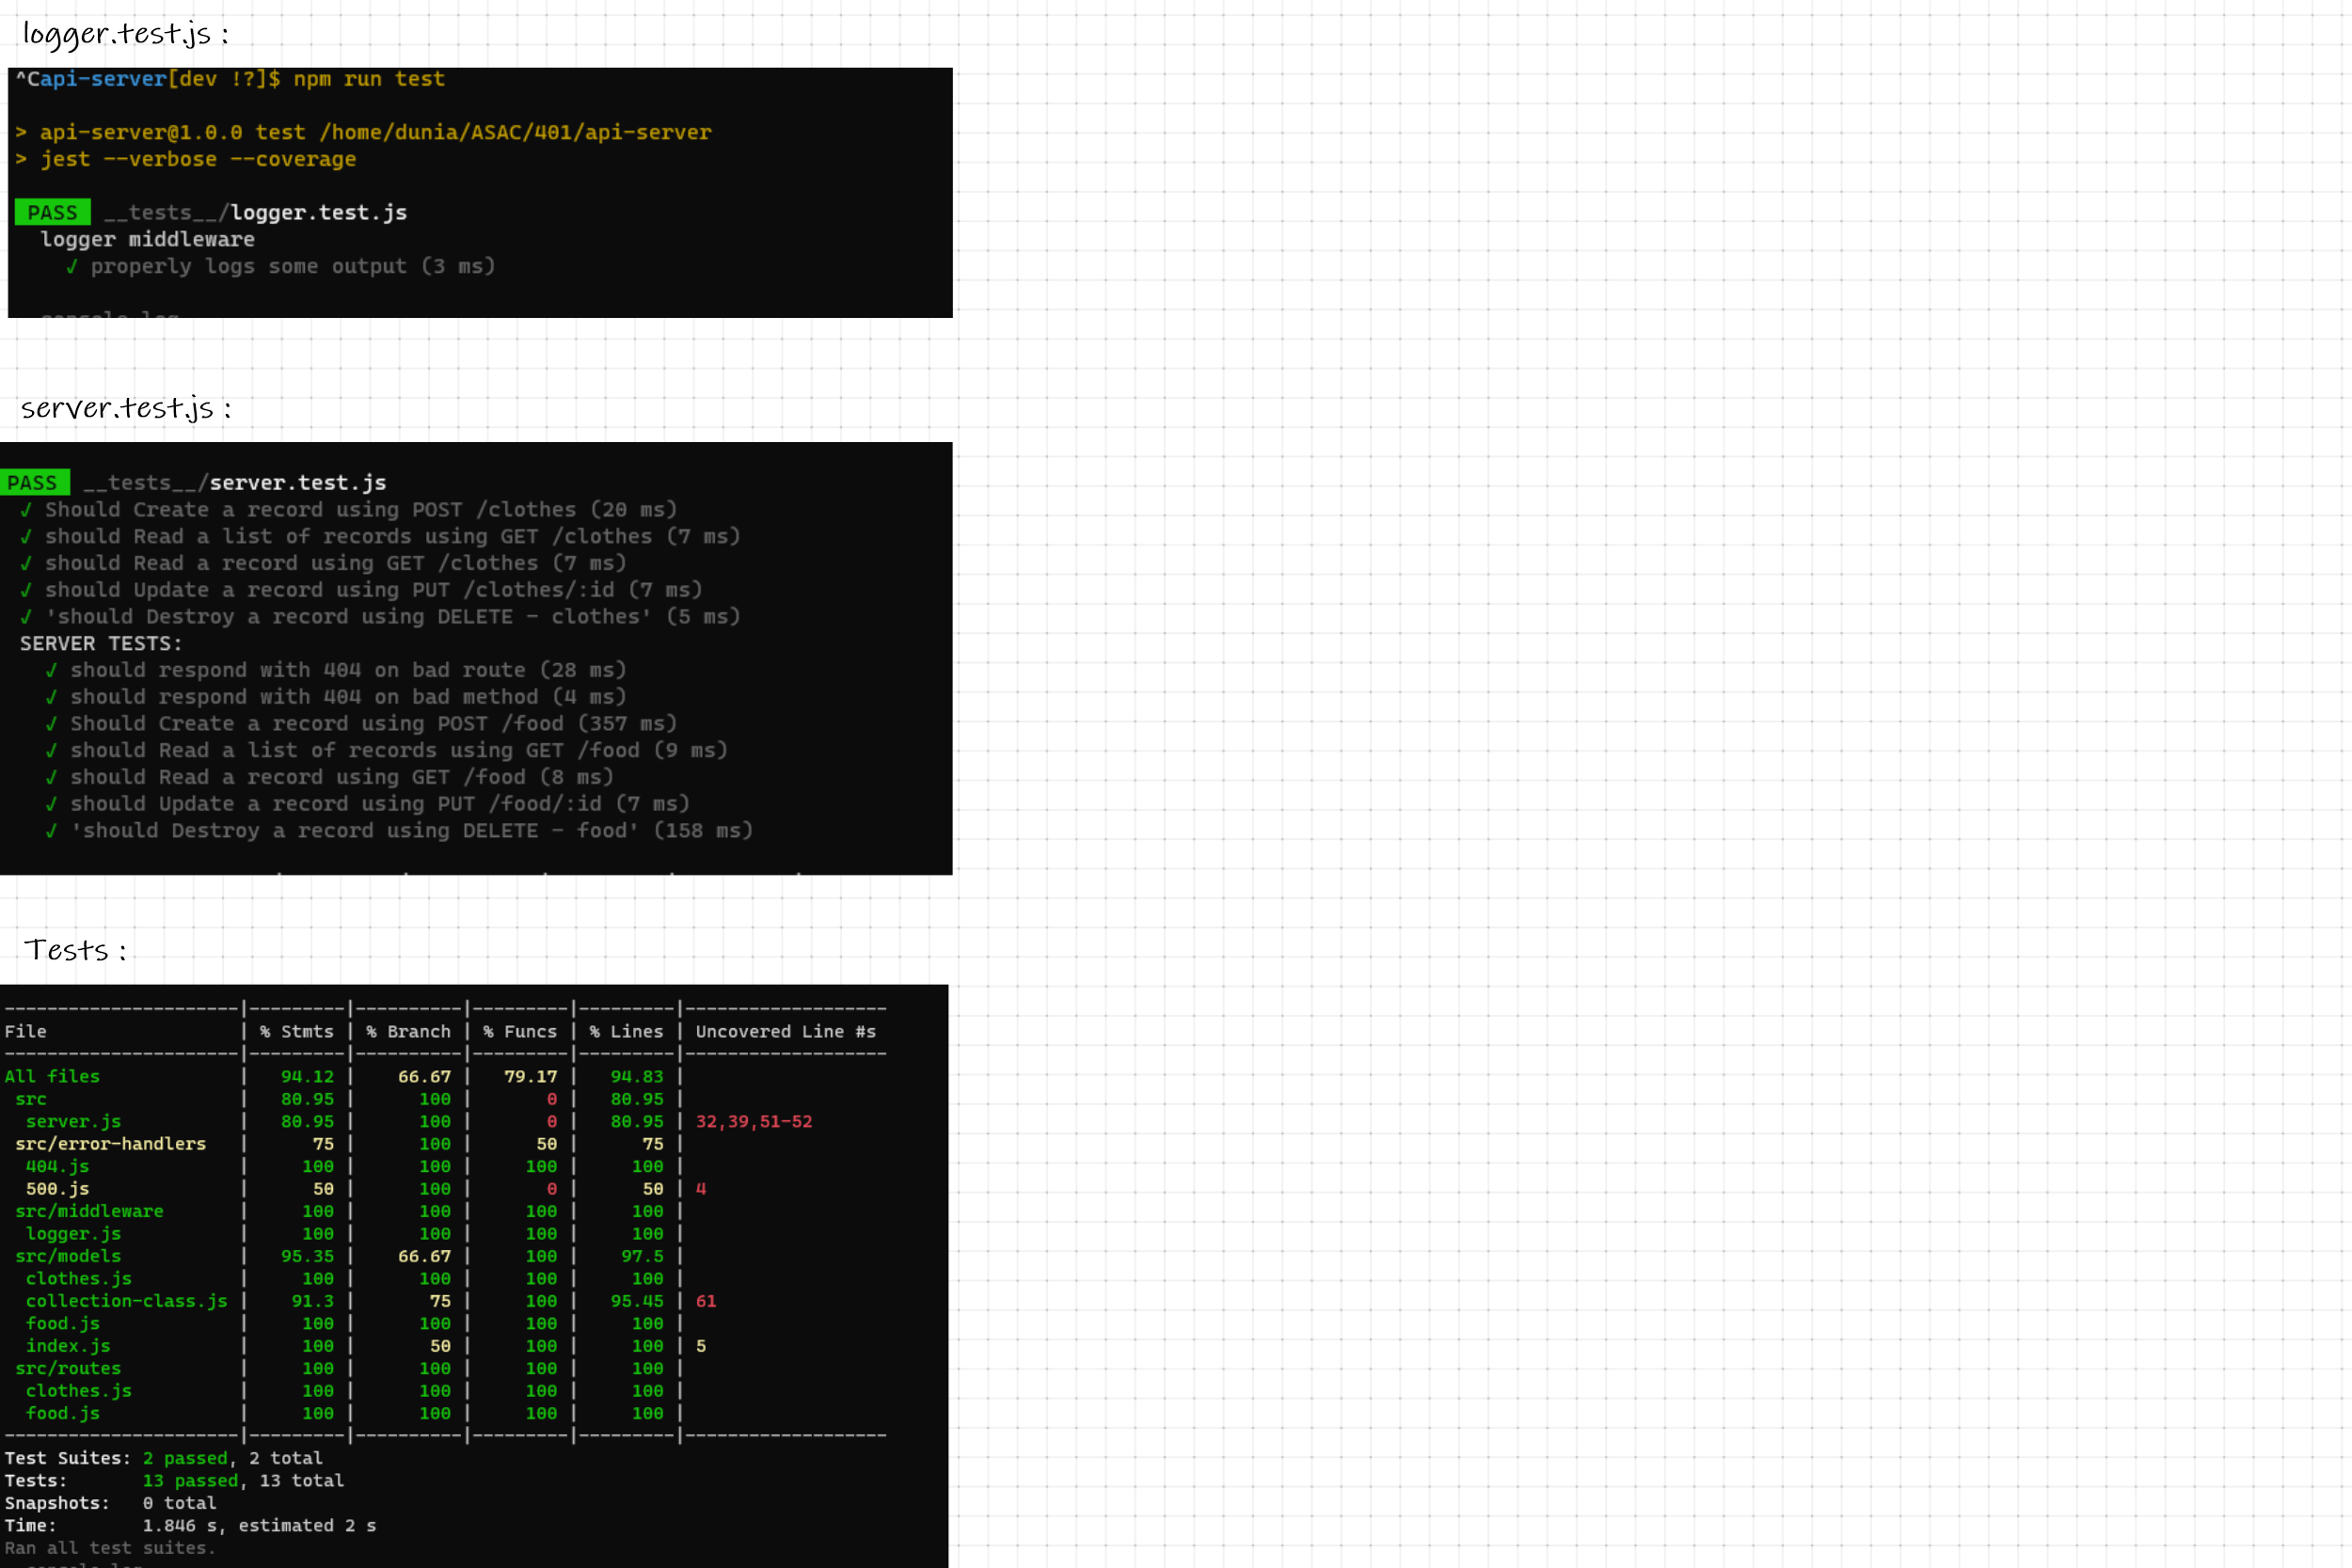 logger.test.js :
^Capi-server[dev !?]$ npm run test
> api-server@1.0.0 test /home/dunia/ASAC/401/api-server
> jest --verbose --coverage
PASS __tests__/logger.test.js
logger middleware
√ properly logs some output (3 ms)
console.log
server.test.js :
PASS __tests__/server.test.js
√ Should Create a record using POST /clothes (20 ms)
√ should Read a list of records using GET /clothes (7 ms)
√ should Read a record using GET /clothes (7 ms)
√ should Update a record using PUT /clothes/:id (7 ms)
√ 'should Destroy a record using DELETE - clothes' (5 ms)
SERVER TESTS:
√ should respond with 404 on bad route (28 ms)
√ should respond with 404 on bad method (4 ms)
√ Should Create a record using POST /food (357 ms)
√ should Read a list of records using GET /food (9 ms)
√ should Read a record using GET /food (8 ms)
√ should Update a record using PUT /food/:id (7 ms)
√ 'should Destroy a record using DELETE - food' (158 ms)
Tests :
----------------------|---------|----------|---------|---------|-------------------
File | % Stmts | % Branch | % Funcs | % Lines | Uncovered Line #s
----------------------|---------|----------|---------|---------|-------------------
All files | 94.12 | 66.67 | 79.17 | 94.83 |
src | 80.95 | 100 | 0 | 80.95 |
server.js | 80.95 | 100 | 0 | 80.95 | 32,39,51-52
src/error-handlers | 75 | 100 | 50 | 75 |
404.js | 100 | 100 | 100 | 100 |
500.js | 50 | 100 | 0 | 50 | 4
src/middleware | 100 | 100 | 100 | 100 |
logger.js | 100 | 100 | 100 | 100 |
src/models | 95.35 | 66.67 | 100 | 97.5 |
clothes.js | 100 | 100 | 100 | 100 |
collection-class.js | 91.3 | 75 | 100 | 95.45 | 61
food.js | 100 | 100 | 100 | 100 |
index.js | 100 | 50 | 100 | 100 | 5
src/routes | 100 | 100 | 100 | 100 |
clothes.js | 100 | 100 | 100 | 100 |
food.js | 100 | 100 | 100 | 100 |
----------------------|---------|----------|---------|---------|-------------------
Test Suites: 2 passed, 2 total
Tests: 13 passed, 13 total
Snapshots: 0 total
Time: 1.846 s, estimated 2 s
Ran all test suites.
console.log